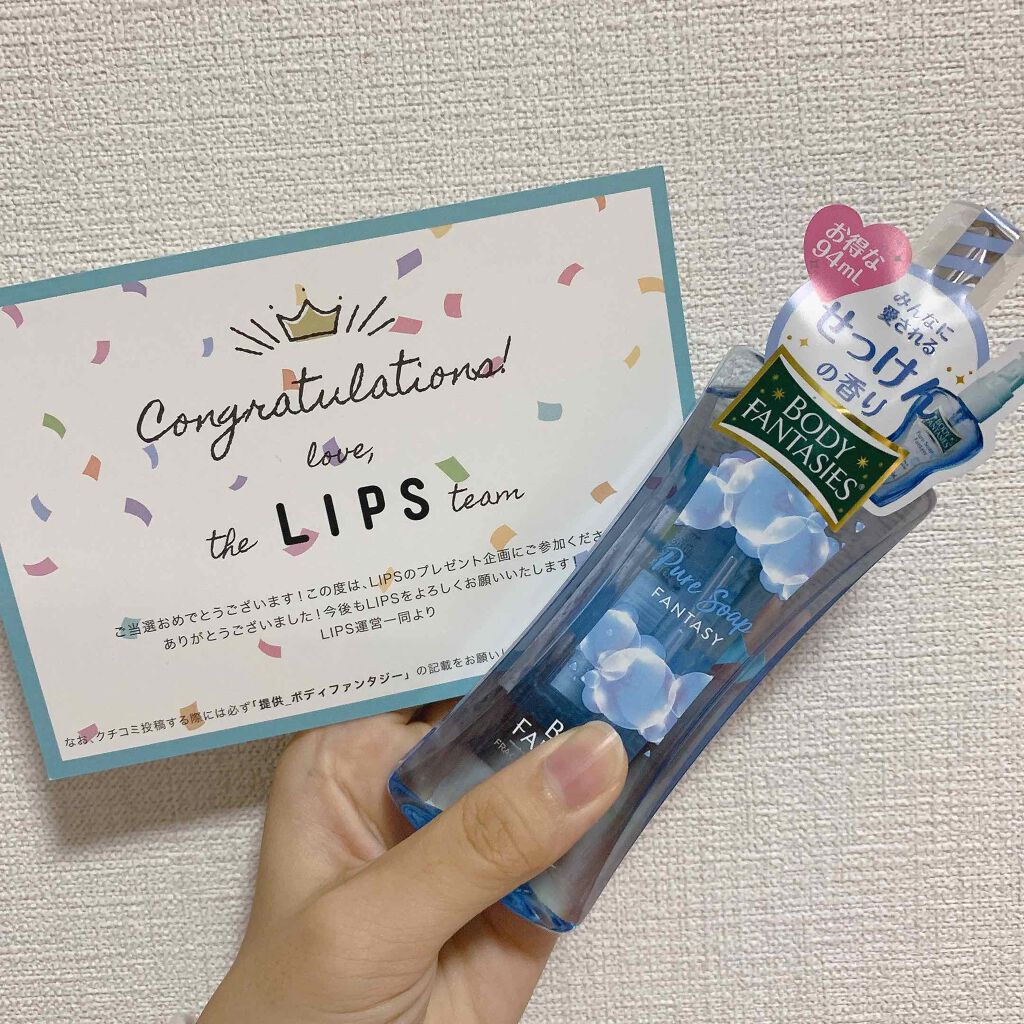 Congratulations!
love,
the LIPS team
ご当選おめでとうございます！この度は、LIPSのプレゼント企画にご参加くださ
ありがとうございました！今後もLIPSをよろしくお願いいたします！
LIPS運営一同より
なお、クチコミ投稿する際には必ず「提供_ボディファンタジー」の記載をお願い
お得な
94mL
みんなに
愛される
せっけん
の香り
BODY
FANTASIES®
Pure Soap
FANTASY